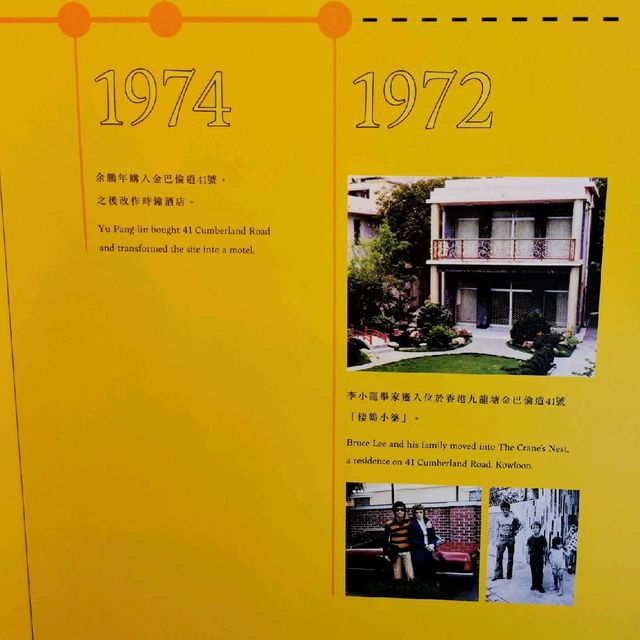 1974
余鵬年購入金巴倫道41號，
之後改作時鐘酒店。
Yu Pang-lin bought 41 Cumberland Road
and transformed the site into a motel.
1972
李小龍舉家遷入位於香港九龍塘金巴倫道41號
「棲鶴小築」。
Bruce Lee and his family moved into The Crane's Nest,
a residence on 41 Cumberland Road, Kowloon.